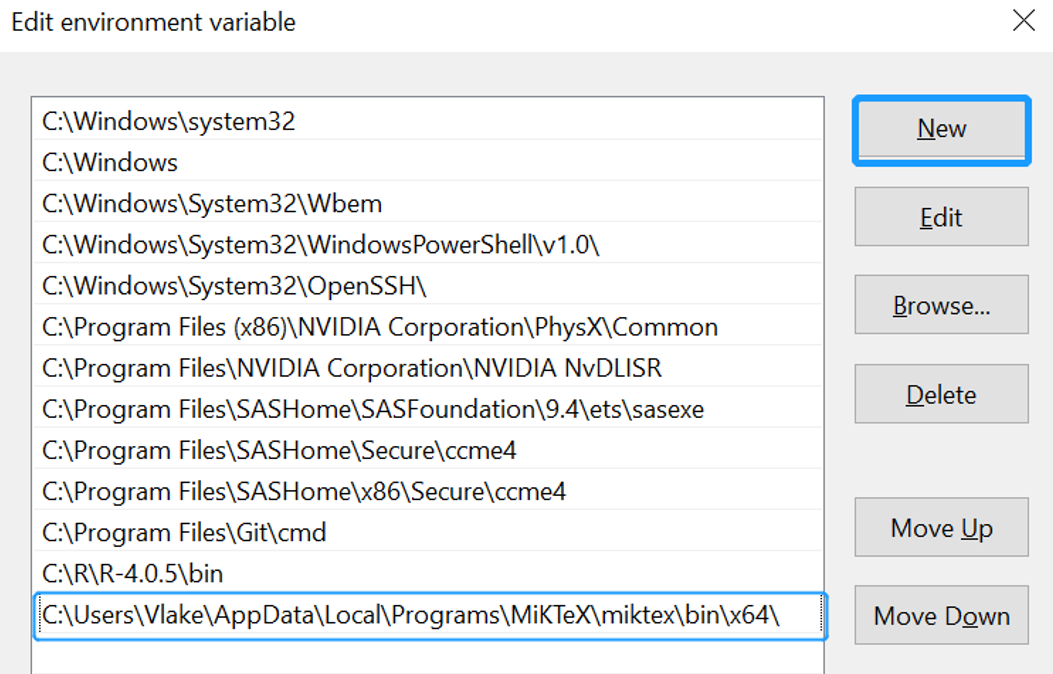 Edit environment variable
C:\Windows\system32
C:\Windows
C:\Windows\System32\Wbem
C:\Windows\System32\WindowsPowerShell\v1.0\
C:\Windows\System32\OpenSSH\
C:\Program Files (x86)\NVIDIA Corporation\PhysX\Common
C:\Program Files\NVIDIA Corporation\NVIDIA NvDLISR
C:\Program Files\SASHome\SASFoundation\9.4\ets\sasexe
C:\Program Files\SASHome\Secure\ccme4
C:\Program Files\SASHome\x86\Secure\ccme4
C:\Program Files\Git\cmd
C:\R\R-4.0.5\bin
C:\Users\Vlake\AppData\Local\Programs\MiKTeX\miktex\bin\x64\
New
Edit
Browse...
Delete
Move Up
Move Down